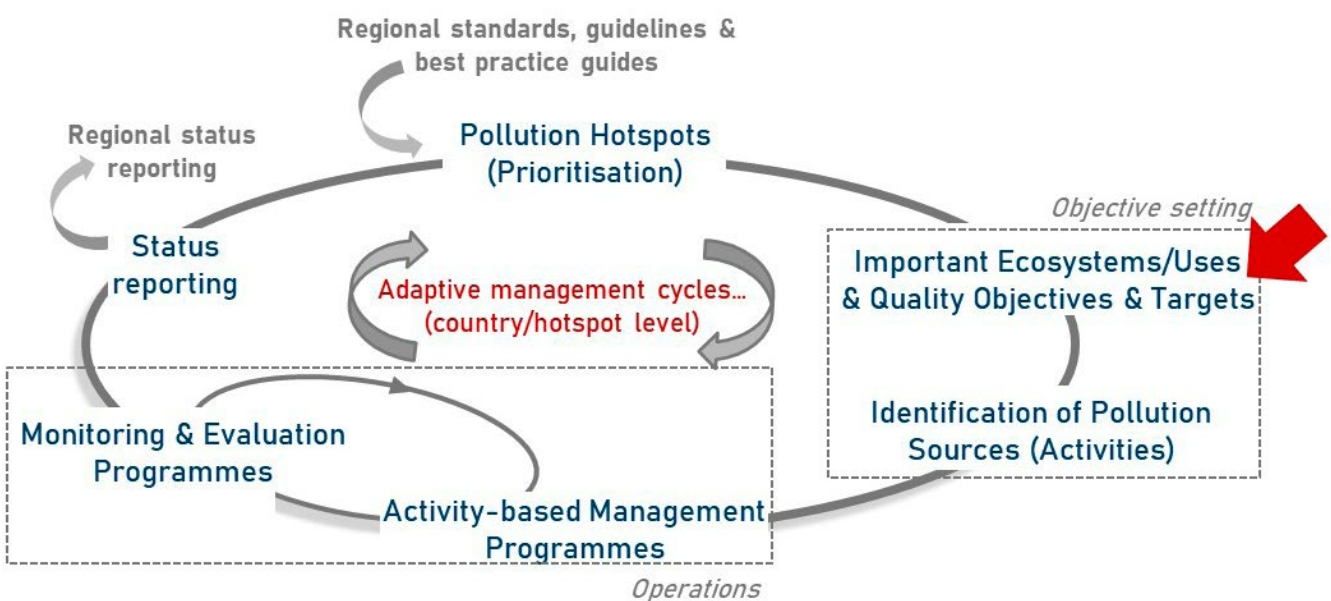 Regional standards, guidelines &
best practice guides
Regional status
reporting
Pollution Hotspots
(Prioritisation)
Objective setting
Status
reporting
Important Ecosystems/Uses
& Quality Objectives & Targets
Adaptive management cycles...
(country/hotspot level)
Identification of Pollution
Sources (Activities)
Monitoring & Evaluation
Programmes
Activity-based Management
Programmes
Operations